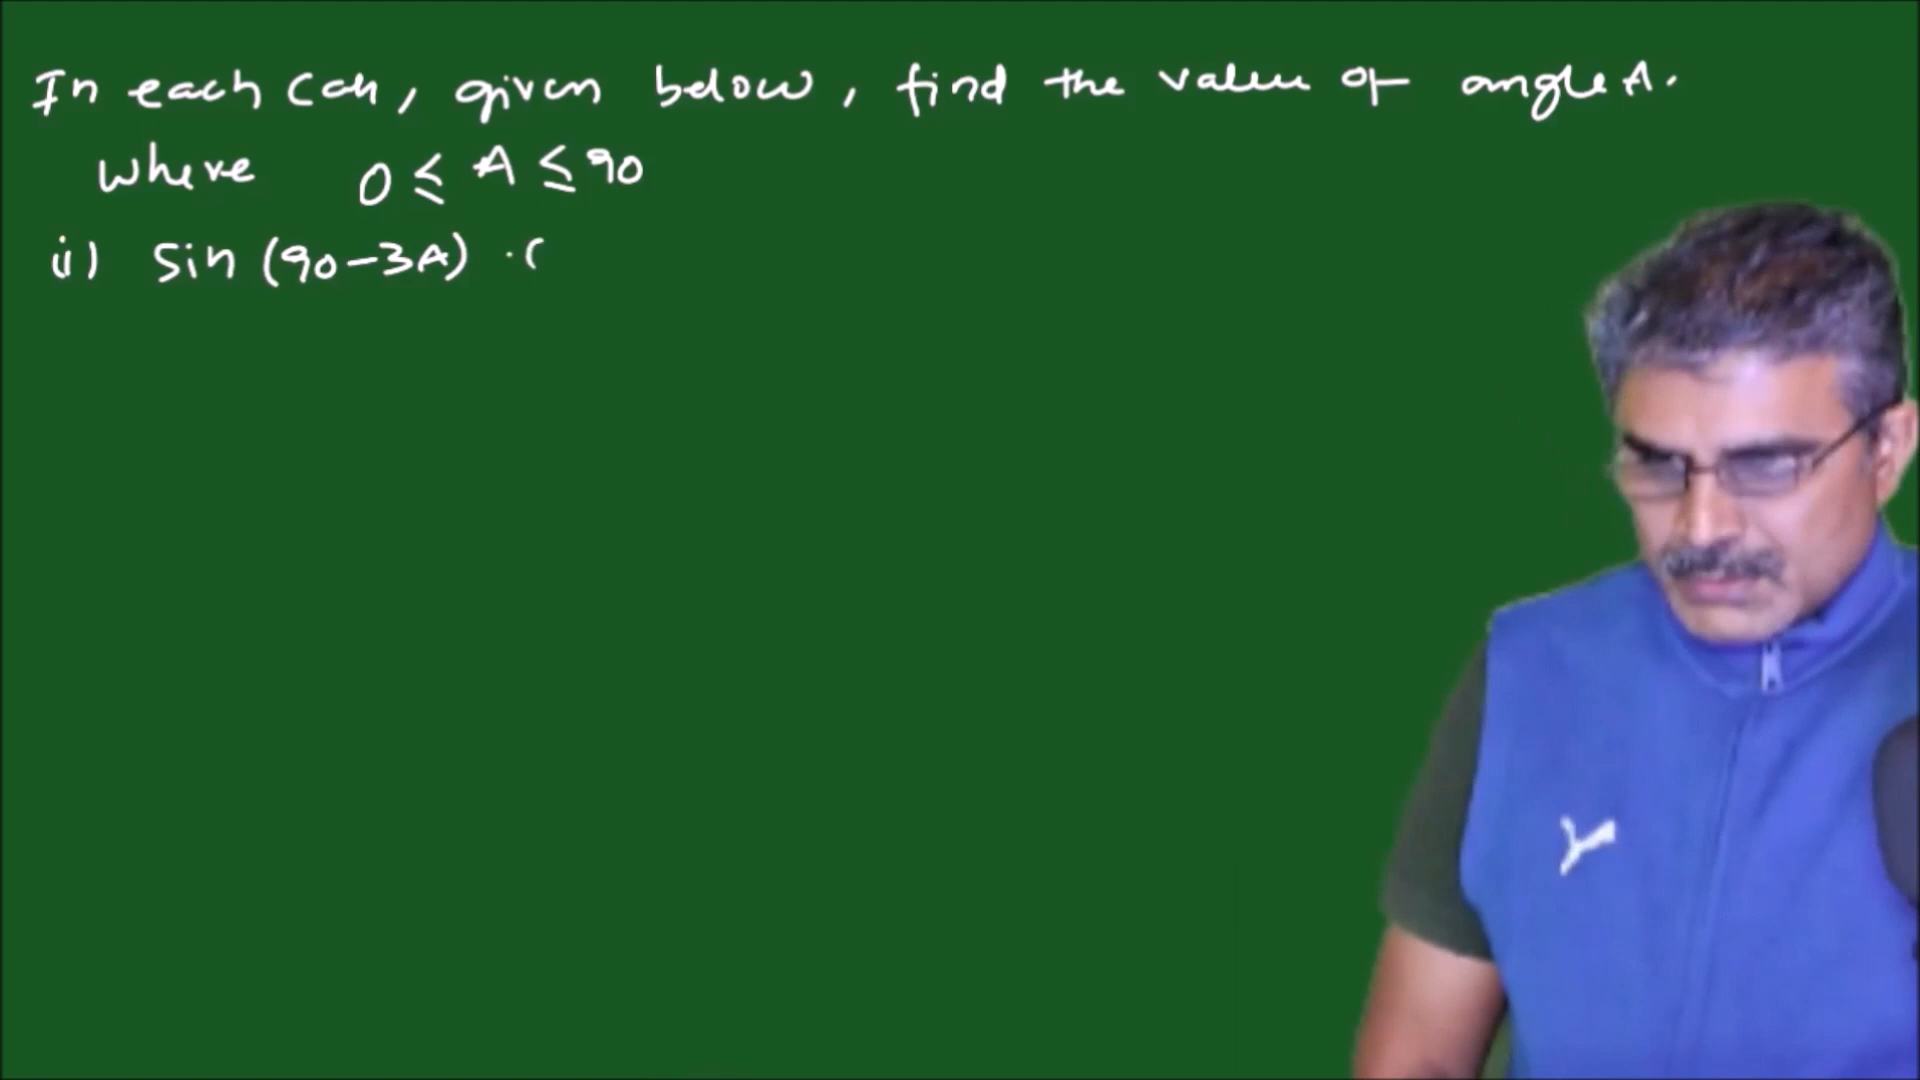 In each case, given below, find the value of angle A.
where 0 ≤ A ≤ 90
(ii) Sin (90-3A) . C